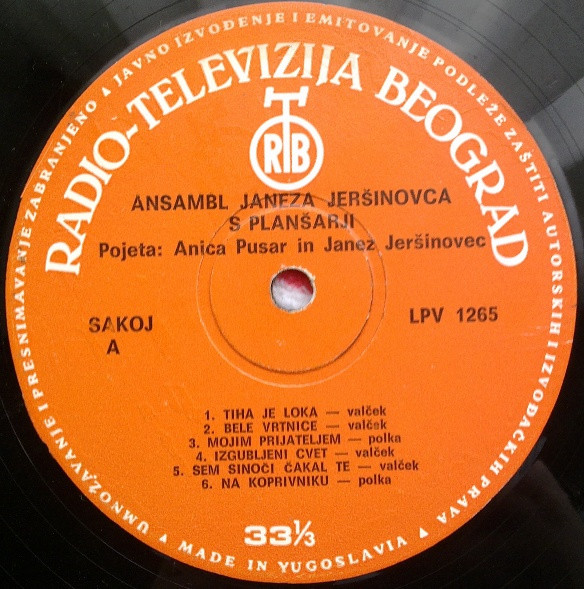 UMNOŽAVANJE I PRESNIMAVANJE ZABRANJENO ▲ JAVNO IZVOĐENJE I EMITOVANJE PODLEŽE ZAŠTITI AUTORSKIH I IZVOĐAČKIH PRAVA ▲
RADIO-TELEVIZIJA BEOGRAD
RTB
ANSAMBL JANEZA JERŠINOVCA
S PLANŠARJI
Pojeta: Anica Pusar in Janez Jeršinovec
SAKOJ
A
LPV 1265
1. TIHA JE LOKA — valček
2. BELE VRTNICE — valček
3. MOJIM PRIJATELJEM — polka
4. IZGUBLJENI CVET — valček
5. SEM SINOČI ČAKAL TE — valček
6. NA KOPRIVNIKU — polka
33⅓
▲ MADE IN YUGOSLAVIA ▲